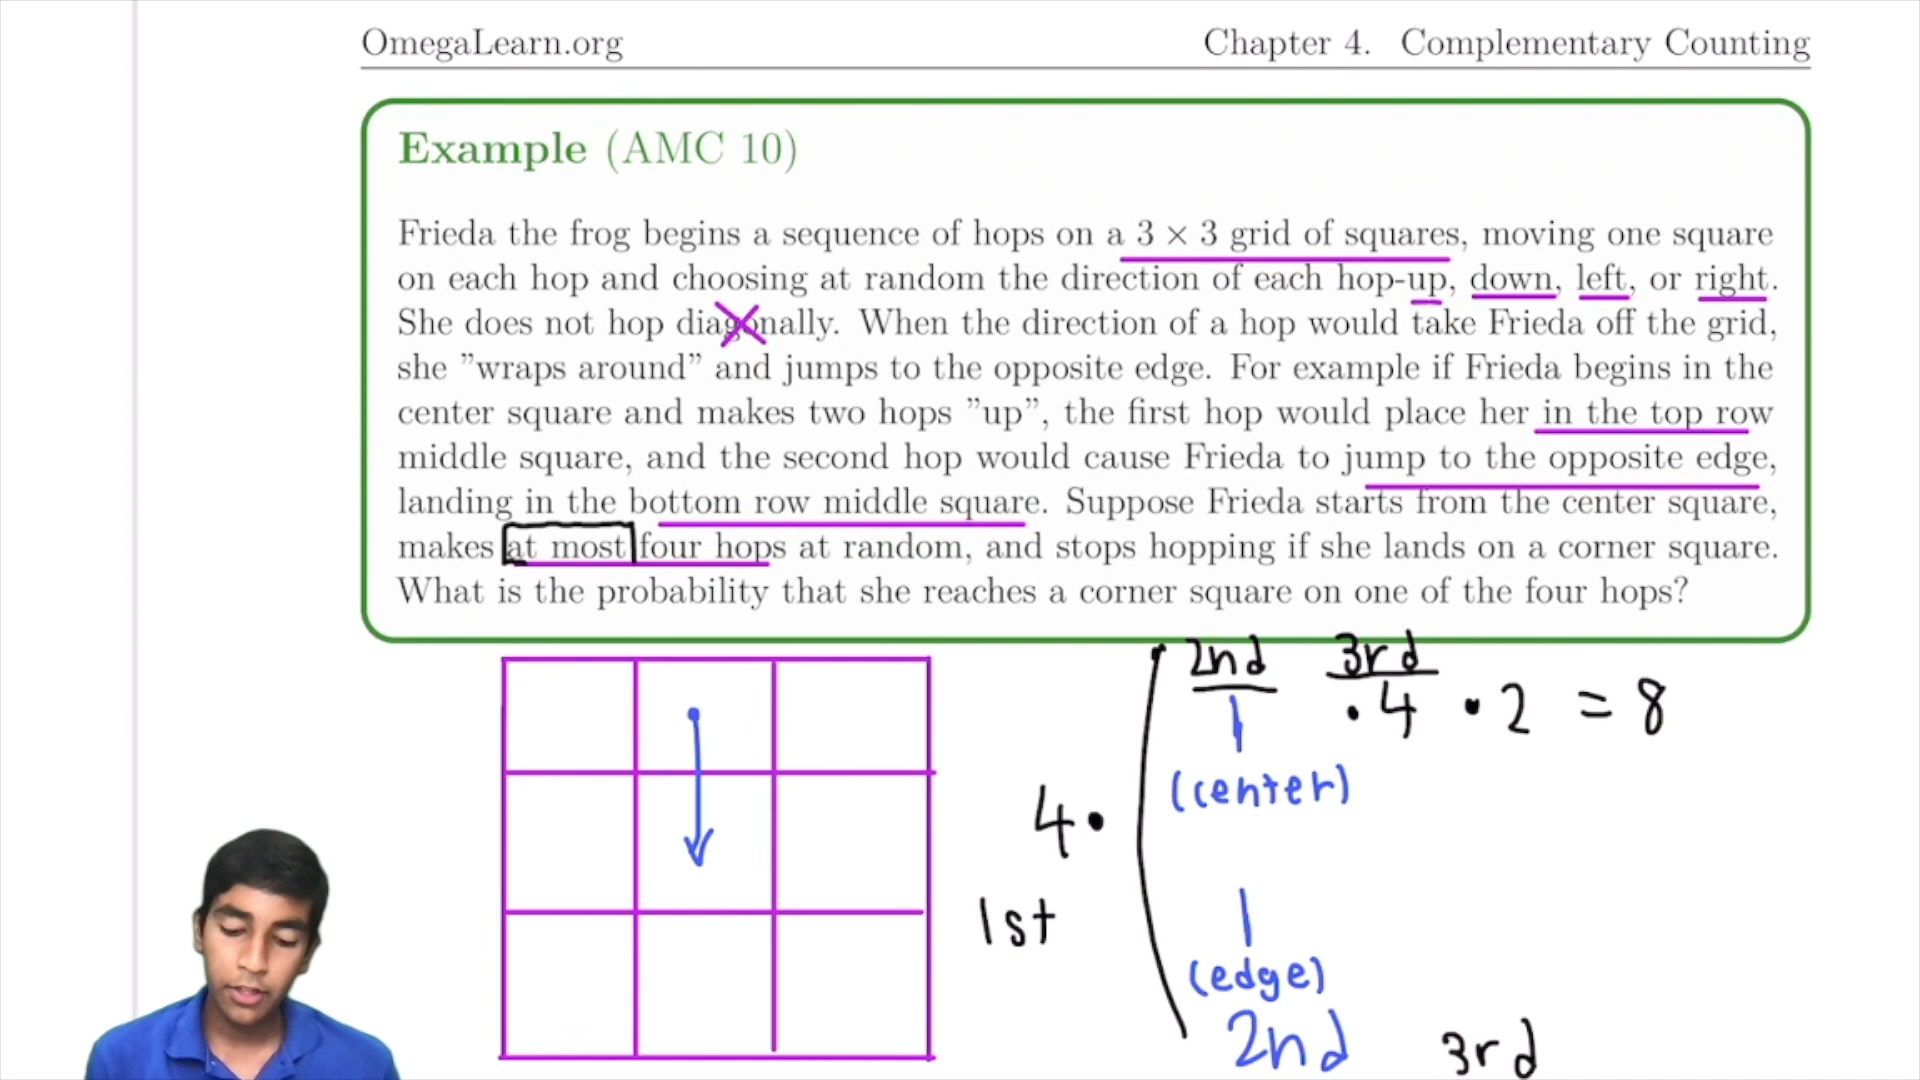 OmegaLearn.org Chapter 4. Complementary Counting
Example (AMC 10)
Frieda the frog begins a sequence of hops on a 3 × 3 grid of squares, moving one square
on each hop and choosing at random the direction of each hop-up, down, left, or right.
She does not hop diagonally. When the direction of a hop would take Frieda off the grid,
she "wraps around" and jumps to the opposite edge. For example if Frieda begins in the
center square and makes two hops "up", the first hop would place her in the top row
middle square, and the second hop would cause Frieda to jump to the opposite edge,
landing in the bottom row middle square. Suppose Frieda starts from the center square,
makes at most four hops at random, and stops hopping if she lands on a corner square.
What is the probability that she reaches a corner square on one of the four hops?
2nd 3rd
1 · 4 · 2 = 8
(center)
4 ·
1st
1
(edge)
2nd 3rd